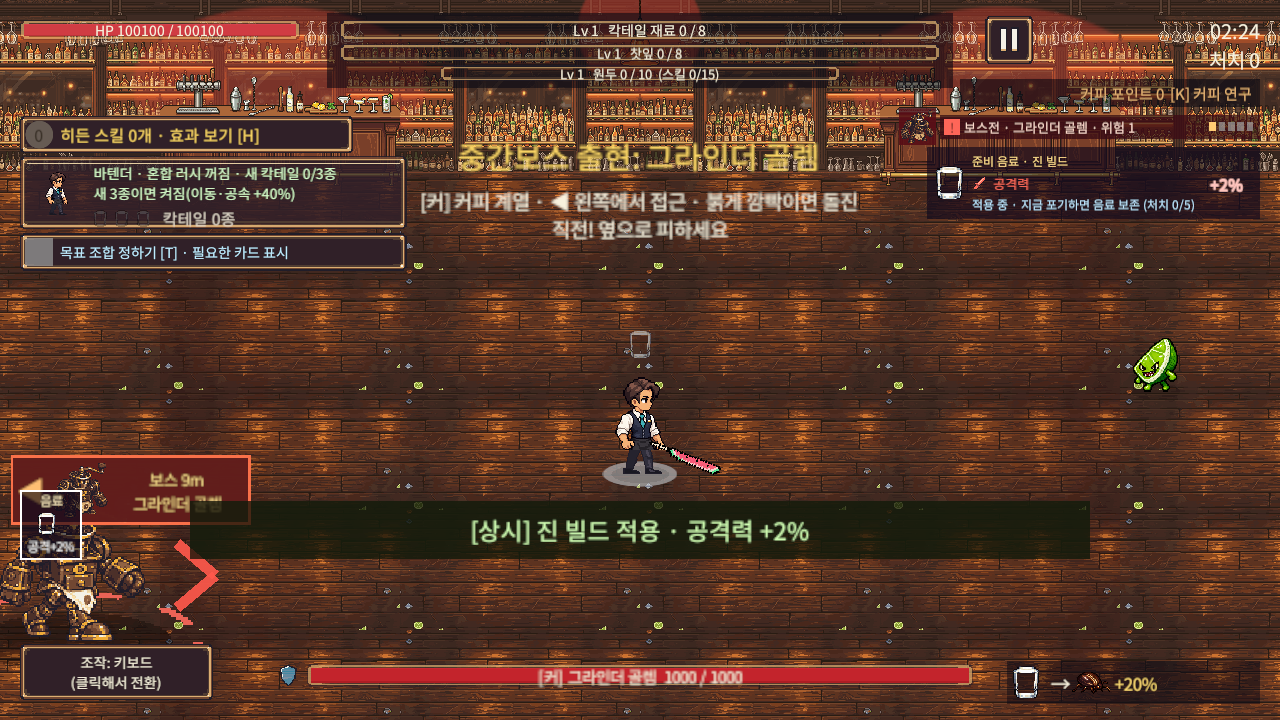 HP 100100 / 100100
Lv 1 칵테일 재료 0 / 8
Lv 1 찻잎 0 / 8
Lv 1 원두 0 / 10 (스킬 0/15)
02:24
처치 0
커피 포인트 0 [K] 커피 연구
0 히든 스킬 0개 · 효과 보기 [H]
! 보스전 · 그라인더 골렘 · 위험 1
중간보스 출현: 그라인더 골렘
준비 음료 · 진 빌드
공격력 +2%
적용 중 · 지금 포기하면 음료 보존 (처치 0/5)
바텐더 · 혼합 러시 꺼짐 · 새 칵테일 0/3종
새 3종이면 켜짐(이동·공속 +40%)
칵테일 0종
[커] 커피 계열 · ◀ 왼쪽에서 접근 · 붉게 깜빡이면 돌진
직전! 옆으로 피하세요
목표 조합 정하기 [T] · 필요한 카드 표시
보스 9m
그라인더 골렘
음료
공격+2%
[상시] 진 빌드 적용 · 공격력 +2%
조작: 키보드
(클릭해서 전환)
[커] 그라인더 골렘 1000 / 1000
→ +20%